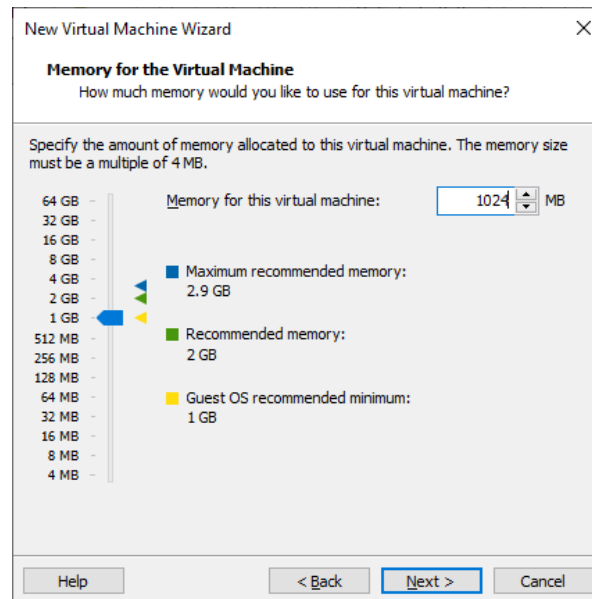 New Virtual Machine Wizard
Memory for the Virtual Machine
How much memory would you like to use for this virtual machine?
Specify the amount of memory allocated to this virtual machine. The memory size
must be a multiple of 4 MB.
Memory for this virtual machine: 1024 MB
64 GB
32 GB
16 GB
8 GB
4 GB
2 GB
1 GB
512 MB
256 MB
128 MB
64 MB
32 MB
16 MB
8 MB
4 MB
Maximum recommended memory:
2.9 GB
Recommended memory:
2 GB
Guest OS recommended minimum:
1 GB
Help
< Back
Next >
Cancel